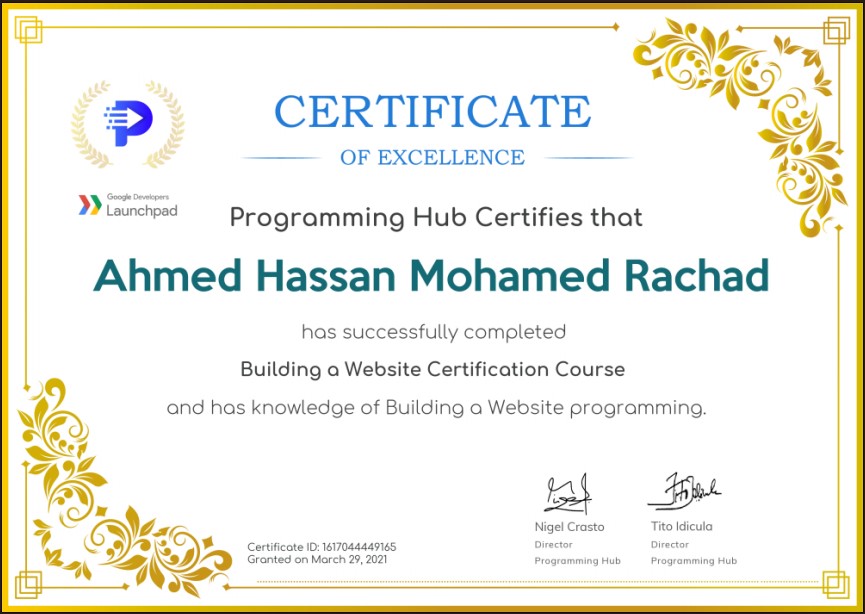 CERTIFICATE
OF EXCELLENCE
Google Developers
Launchpad
Programming Hub Certifies that
Ahmed Hassan Mohamed Rachad
has successfully completed
Building a Website Certification Course
and has knowledge of Building a Website programming.
Nigel Crasto
Director
Programming Hub
Tito Idicula
Director
Programming Hub
Certificate ID: 1617044449165
Granted on March 29, 2021